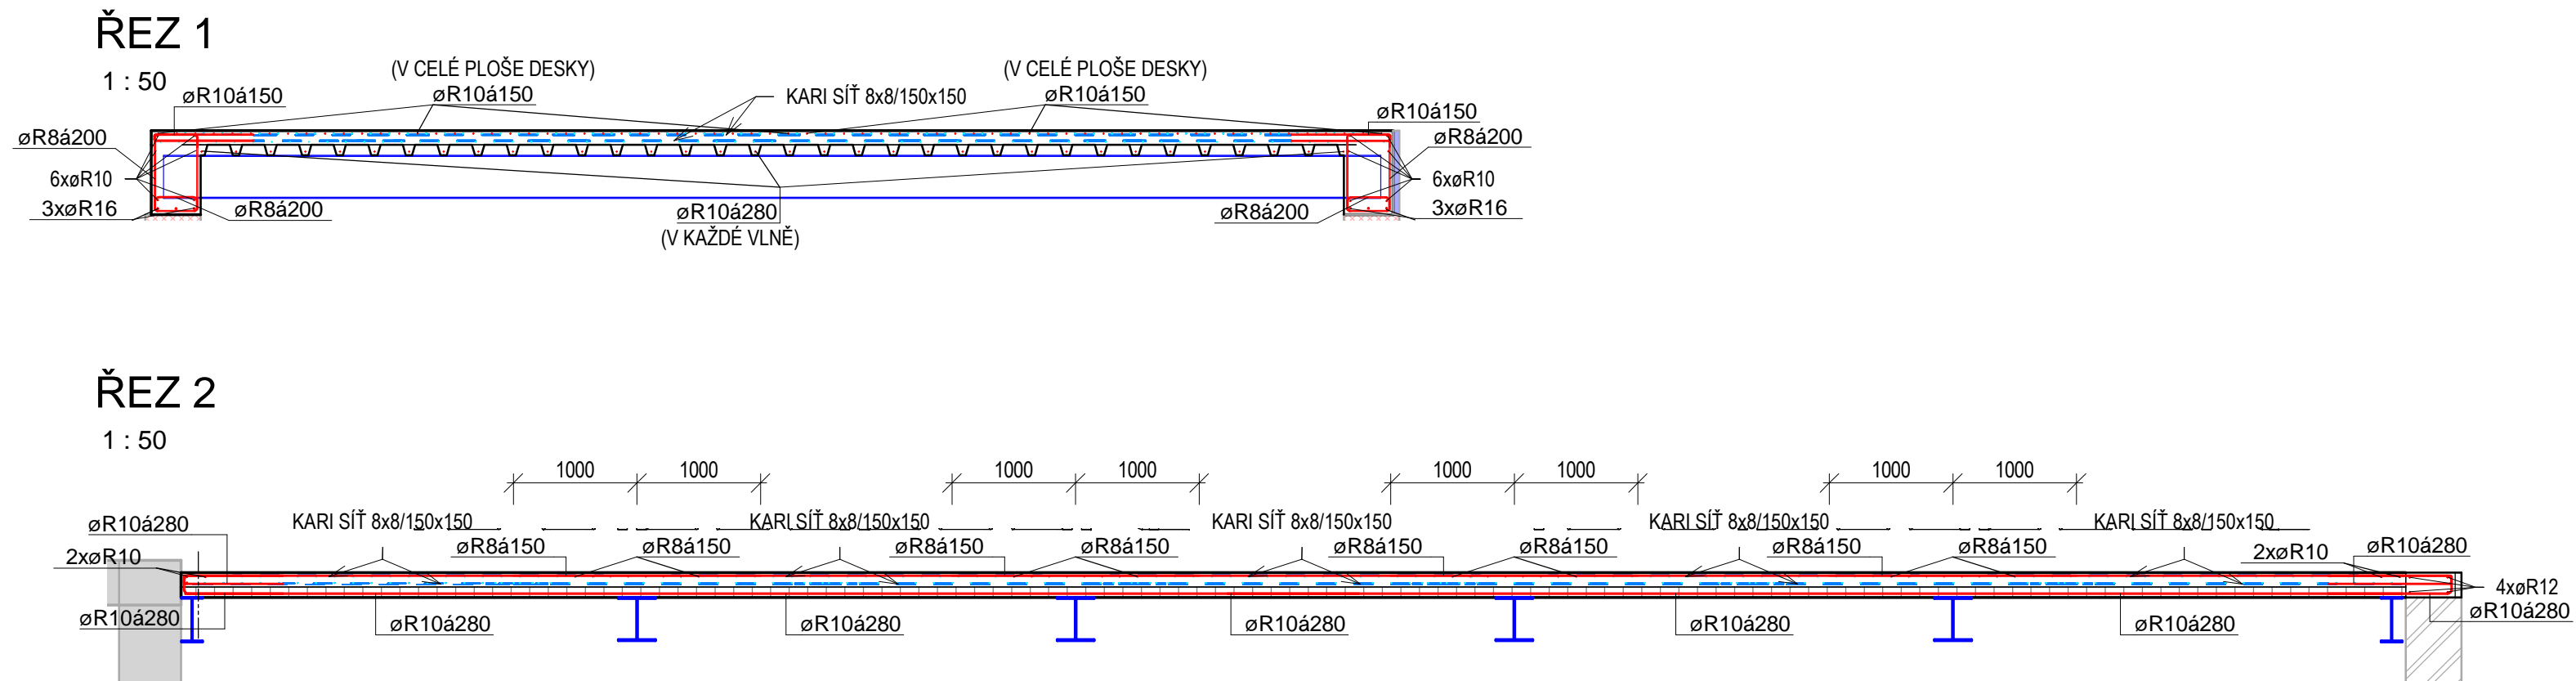 ŘEZ 1
1 : 50
(V CELÉ PLOŠE DESKY)
(V CELÉ PLOŠE DESKY)
øR10á150
øR10á150
KARI SÍŤ 8x8/150x150
øR10á150
øR10á150
øR8á200
øR8á200
6xøR10
6xøR10
3xøR16
øR8á200
øR10á280
øR8á200
3xøR16
(V KAŽDÉ VLNĚ)
ŘEZ 2
1 : 50
1000
1000
1000
1000
1000
1000
1000
1000
øR10á280
KARI SÍŤ 8x8/150x150
KARI SÍŤ 8x8/150x150
KARI SÍŤ 8x8/150x150
KARI SÍŤ 8x8/150x150
KARI SÍŤ 8x8/150x150
2xøR10
øR8á150
øR8á150
øR8á150
øR8á150
øR8á150
øR8á150
øR8á150
øR8á150
2xøR10
øR10á280
4xøR12
øR10á280
øR10á280
øR10á280
øR10á280
øR10á280
øR10á280
øR10á280